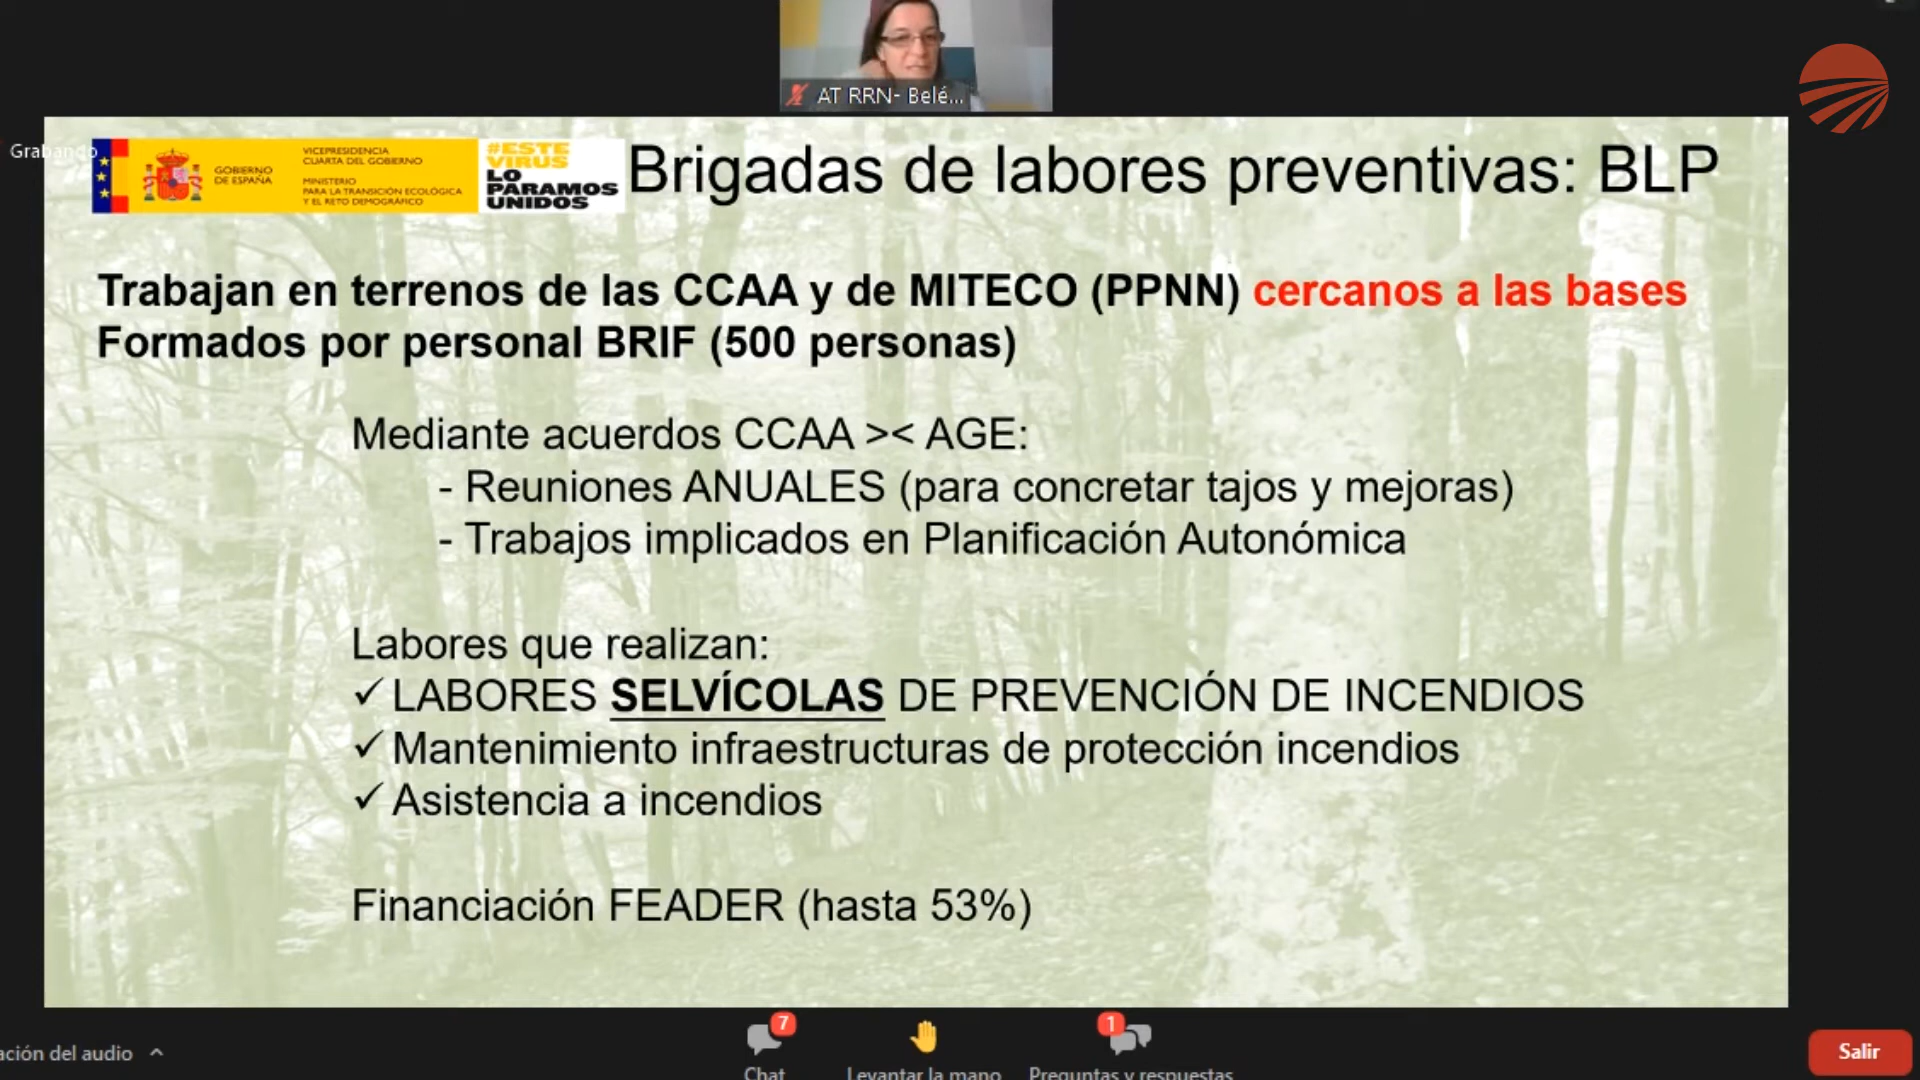 AT RRN- Belé...
Grabando
GOBIERNO
DE ESPAÑA
VICEPRESIDENCIA
CUARTA DEL GOBIERNO
MINISTERIO
PARA LA TRANSICIÓN ECOLÓGICA
Y EL RETO DEMOGRÁFICO
#ESTE
VIRUS
LO
PARAMOS
UNIDOS
Brigadas de labores preventivas: BLP
Trabajan en terrenos de las CCAA y de MITECO (PPNN) cercanos a las bases
Formados por personal BRIF (500 personas)
Mediante acuerdos CCAA >< AGE:
- Reuniones ANUALES (para concretar tajos y mejoras)
- Trabajos implicados en Planificación Autonómica
Labores que realizan:
✓ LABORES SELVÍCOLAS DE PREVENCIÓN DE INCENDIOS
✓ Mantenimiento infraestructuras de protección incendios
✓ Asistencia a incendios
Financiación FEADER (hasta 53%)
ación del audio
7
Chat
Levantar la mano
1
Preguntas y respuestas
Salir